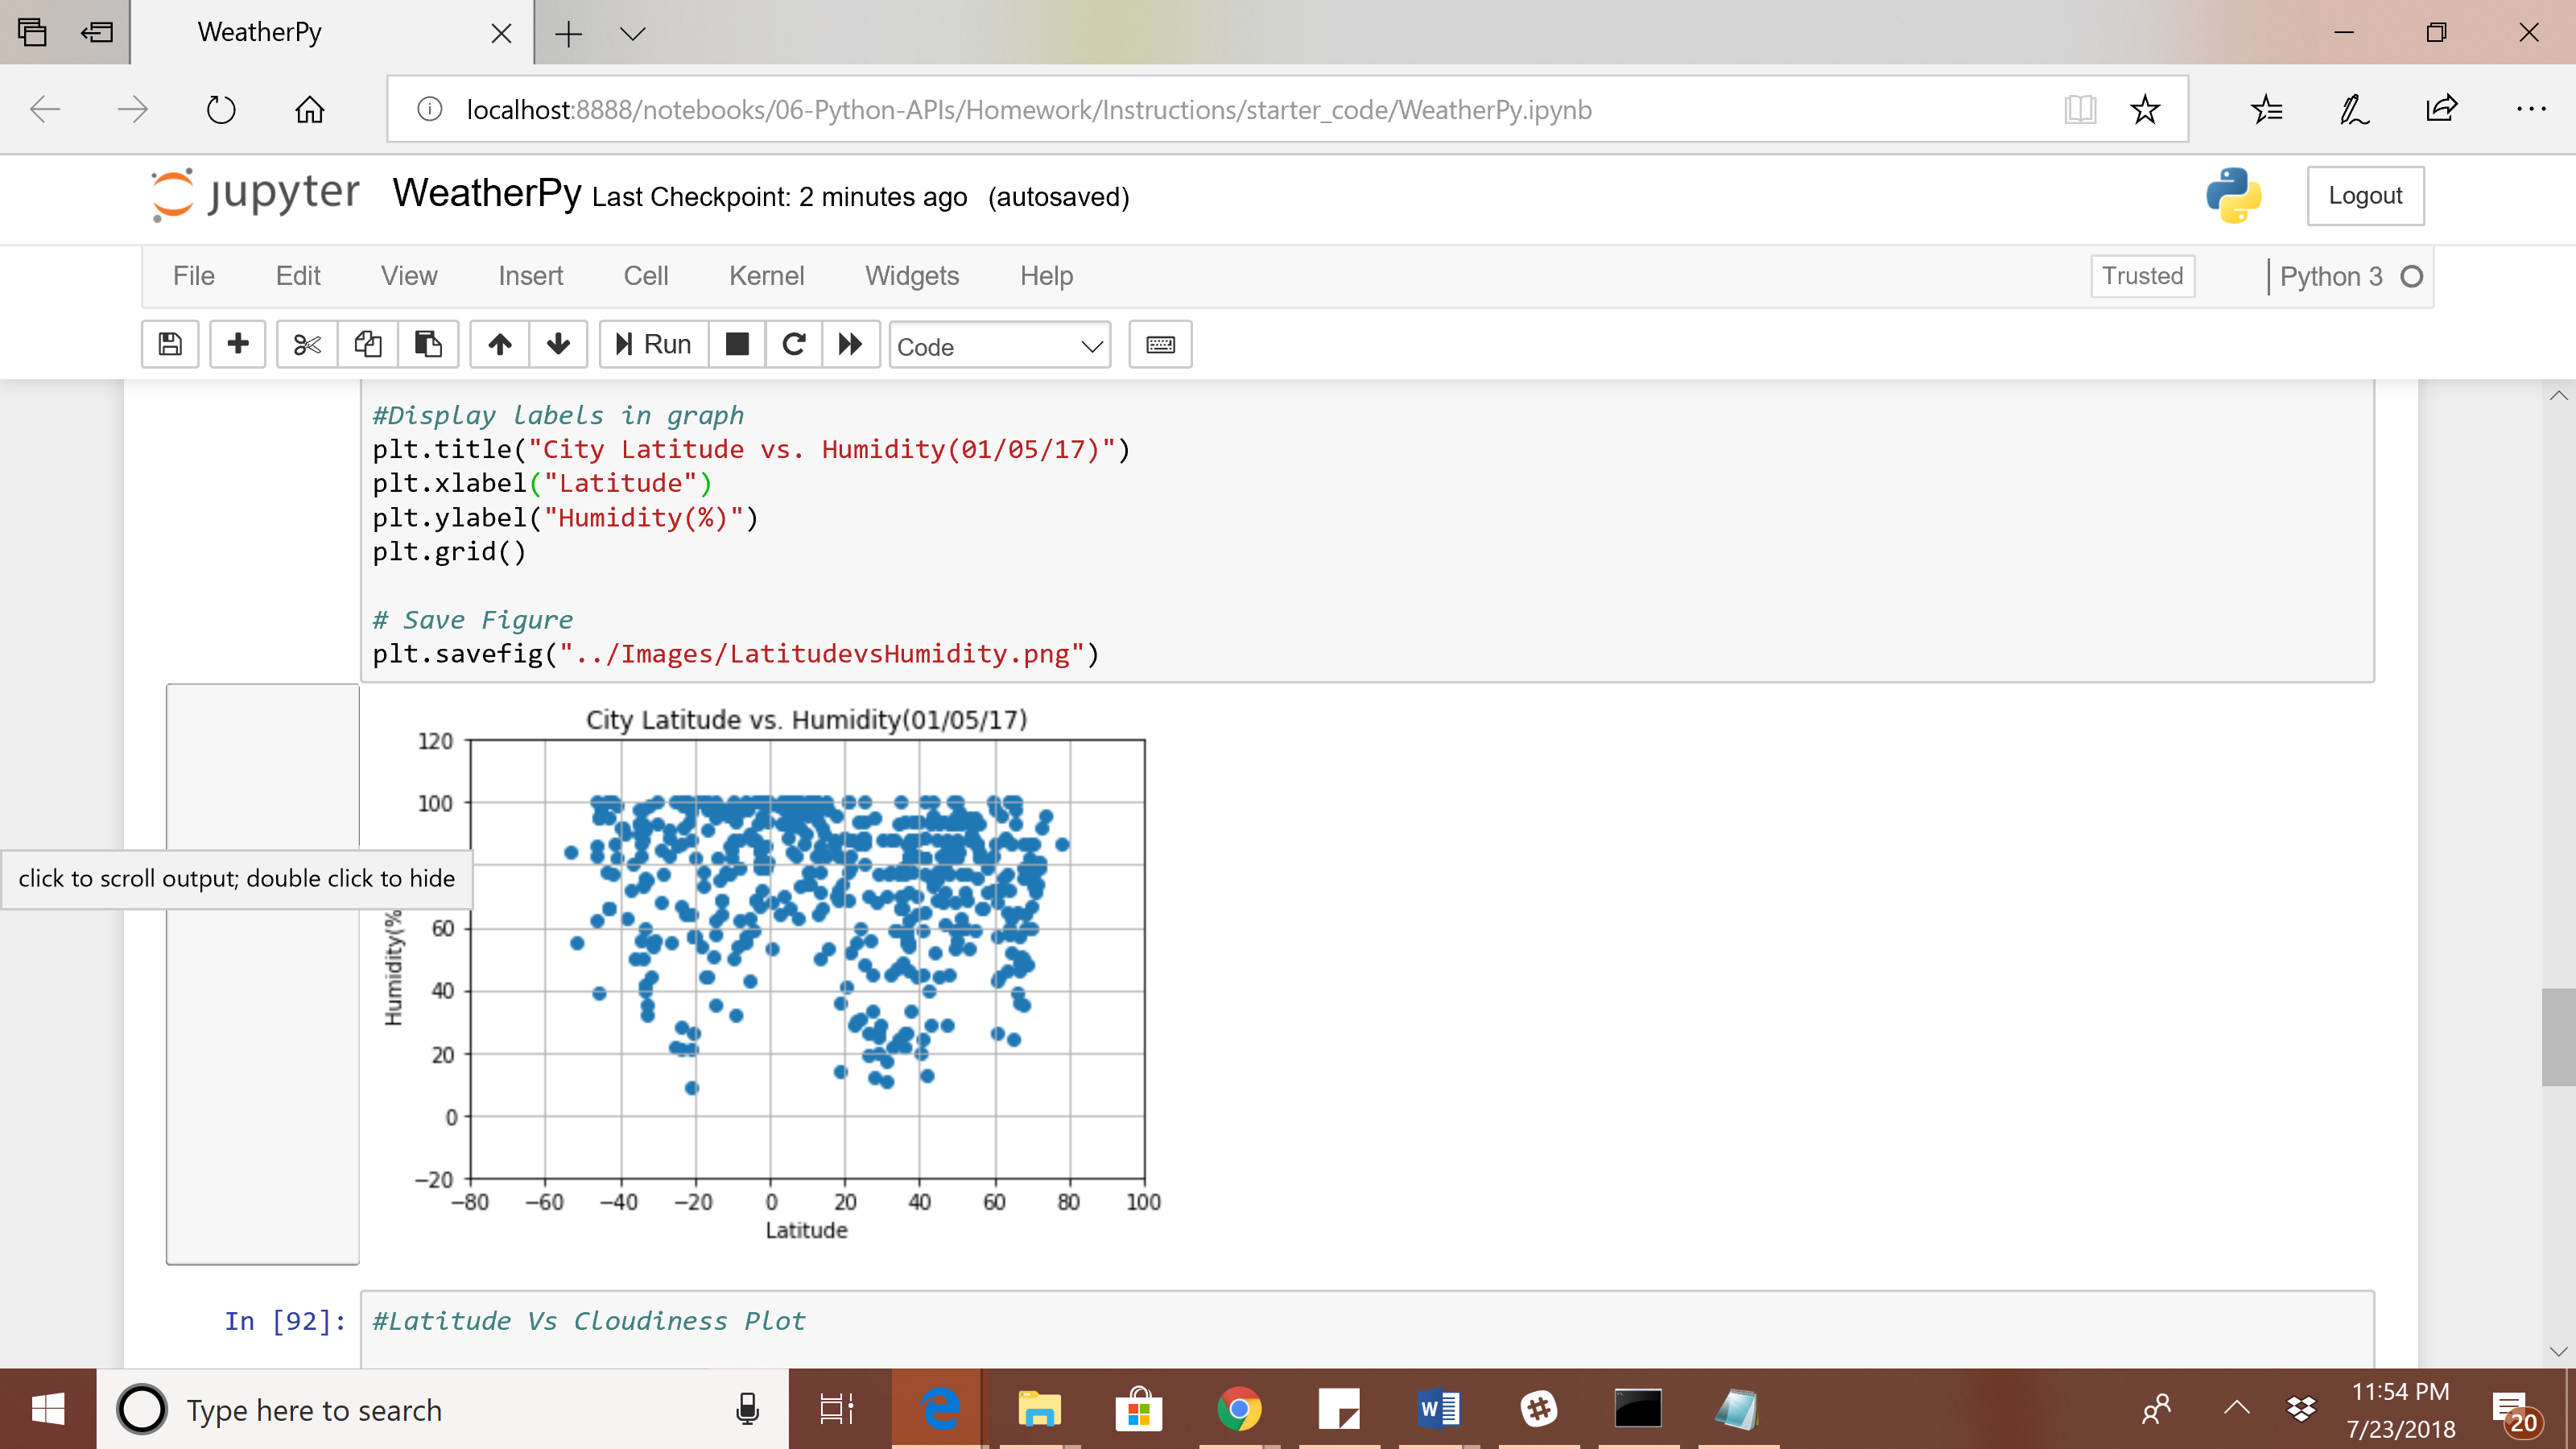 WeatherPy
localhost:8888/notebooks/06-Python-APIs/Homework/Instructions/starter_code/WeatherPy.ipynb
jupyter WeatherPy Last Checkpoint: 2 minutes ago (autosaved)
Logout
File Edit View Insert Cell Kernel Widgets Help
Trusted
Python 3
Run
Code
#Display labels in graph
plt.title("City Latitude vs. Humidity(01/05/17)")
plt.xlabel("Latitude")
plt.ylabel("Humidity(%)")
plt.grid()
# Save Figure
plt.savefig("../Images/LatitudevsHumidity.png")
City Latitude vs. Humidity(01/05/17)
120
100
click to scroll output; double click to hide
Humidity(%
60
40
20
0
−20
−80 −60 −40 −20 0 20 40 60 80 100
Latitude
In [92]: #Latitude Vs Cloudiness Plot
Type here to search
W
11:54 PM
7/23/2018
20